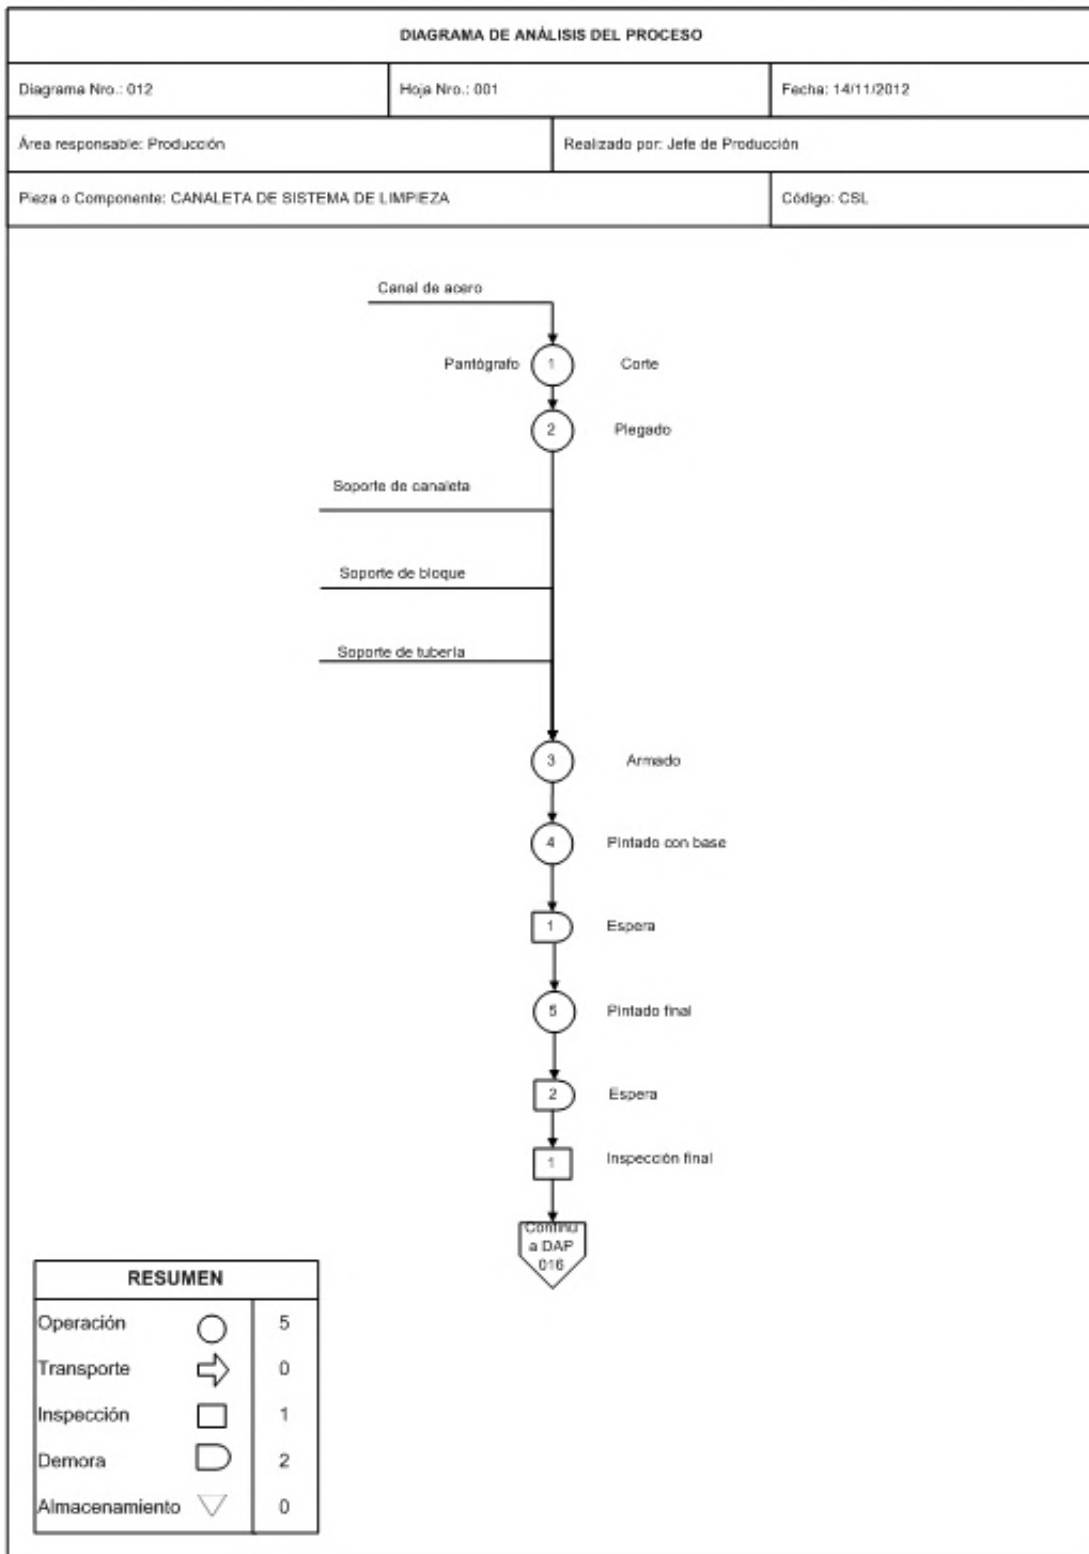 DIAGRAMA DE ANÁLISIS DEL PROCESO
Diagrama Nro.: 012
Hoja Nro.: 001
Fecha: 14/11/2012
Área responsable: Producción
Realizado por: Jefe de Producción
Pieza o Componente: CANALETA DE SISTEMA DE LIMPIEZA
Código: CSL
Canal de acero
Pantógrafo 1 Corte
2 Plegado
Soporte de canaleta
Soporte de bloque
Soporte de tubería
3 Armado
4 Pintado con base
1 Espera
5 Pintado final
2 Espera
1 Inspección final
Continu
a DAP
016
RESUMEN
Operación 5
Transporte 0
Inspección 1
Demora 2
Almacenamiento 0